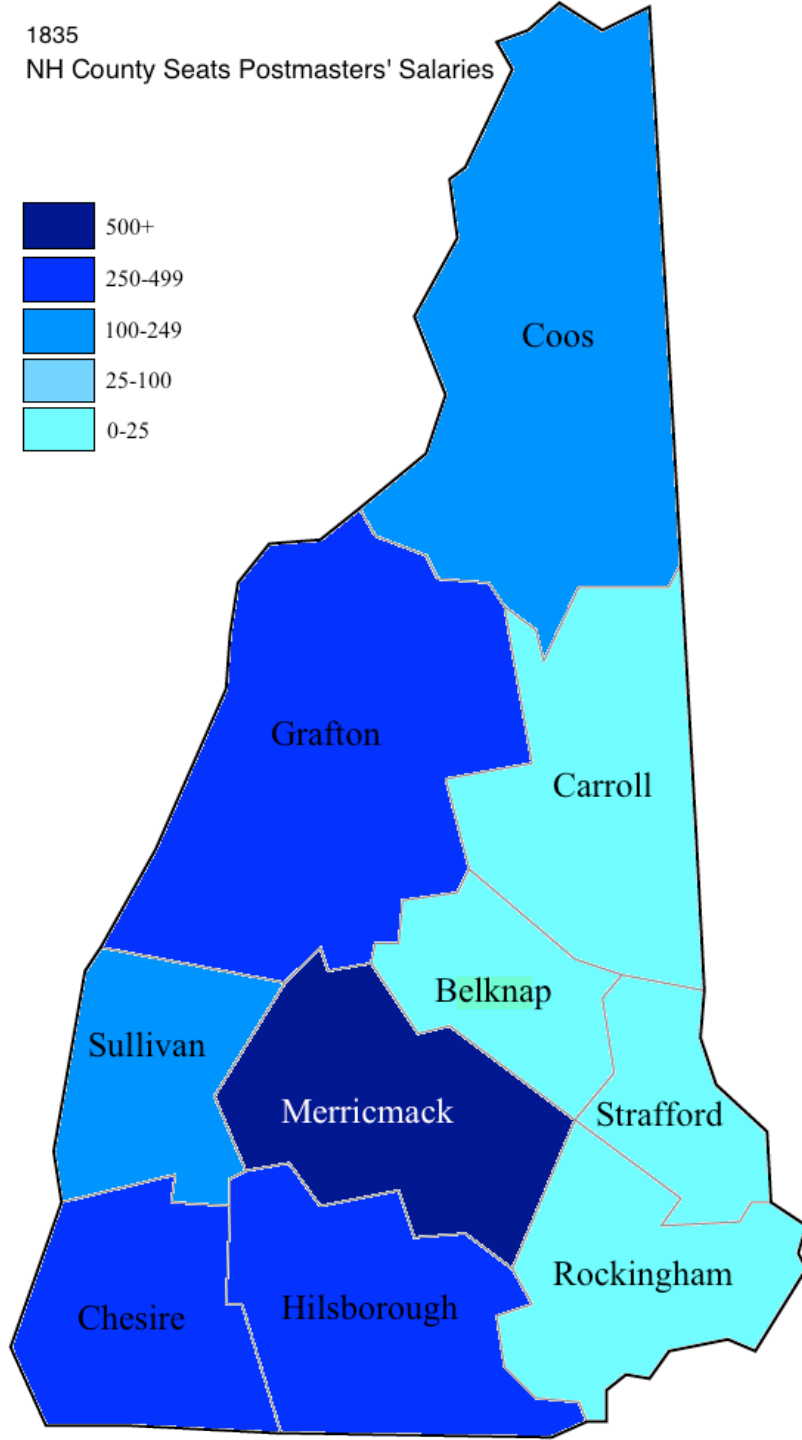 1835
NH County Seats Postmasters' Salaries
500+
250-499
100-249
25-100
0-25
Coos
Grafton
Carroll
Belknap
Sullivan
Merricmack
Strafford
Rockingham
Hilsborough
Chesire